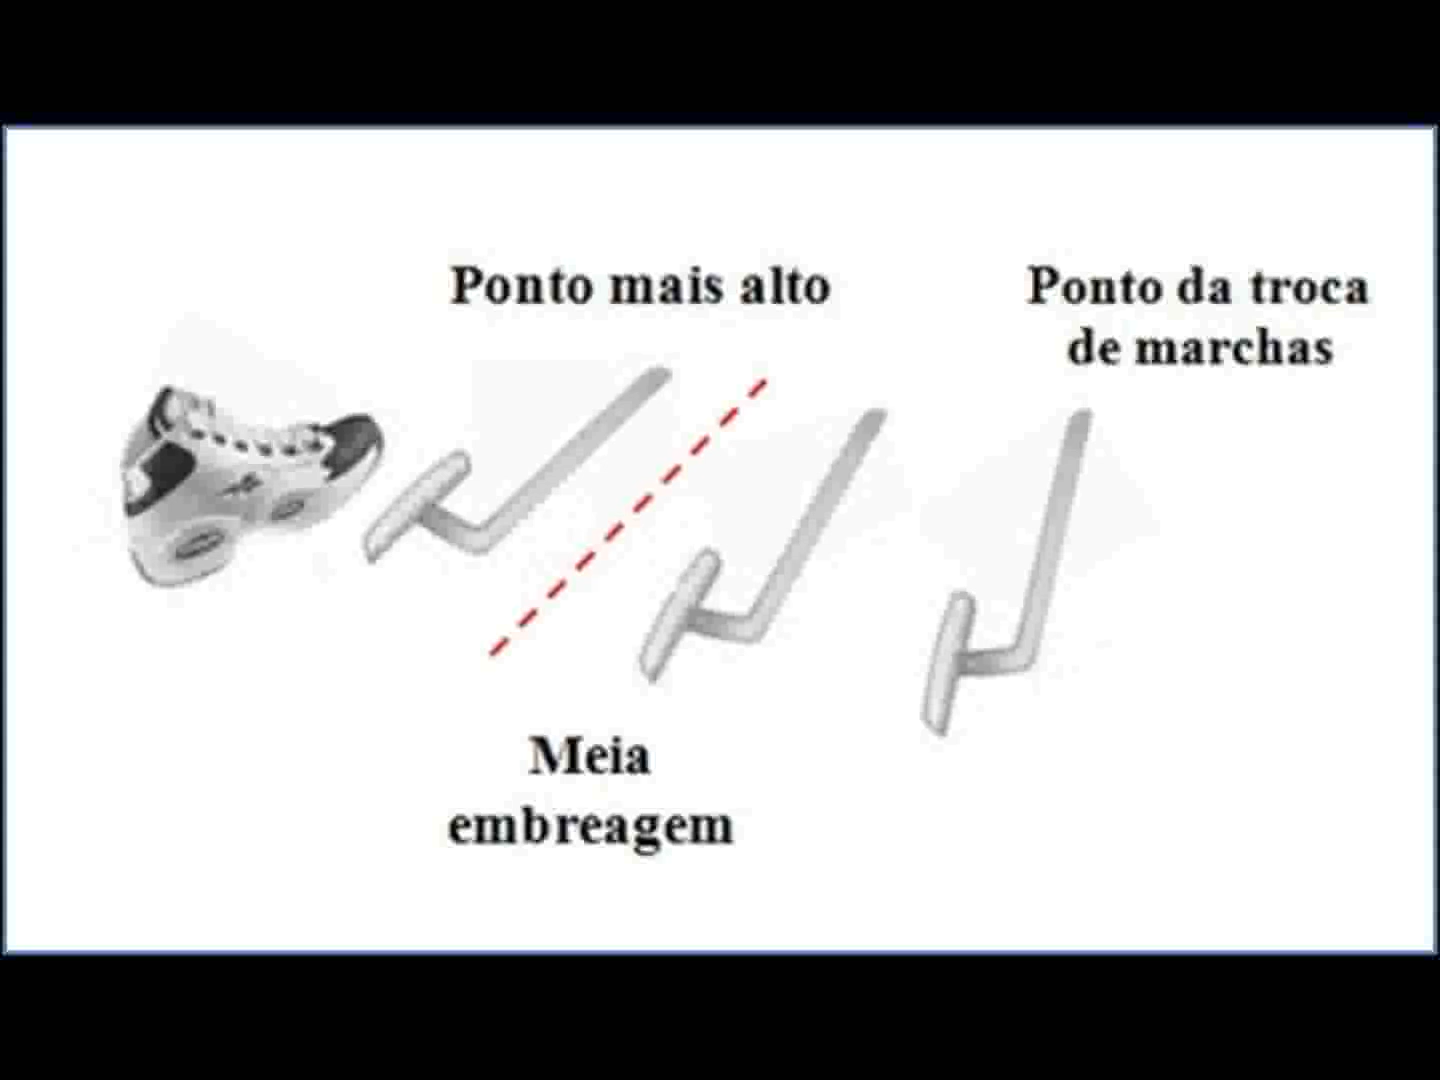 Ponto mais alto
Ponto da troca
de marchas
Meia
embreagem